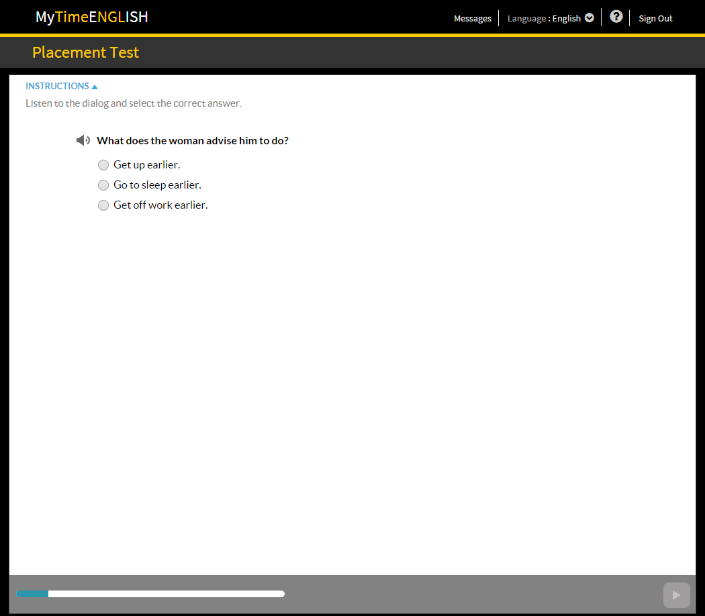 MyTimeENGLISH
Messages
Language : English
?
Sign Out
Placement Test
INSTRUCTIONS
Listen to the dialog and select the correct answer.
What does the woman advise him to do?
Get up earlier.
Go to sleep earlier.
Get off work earlier.